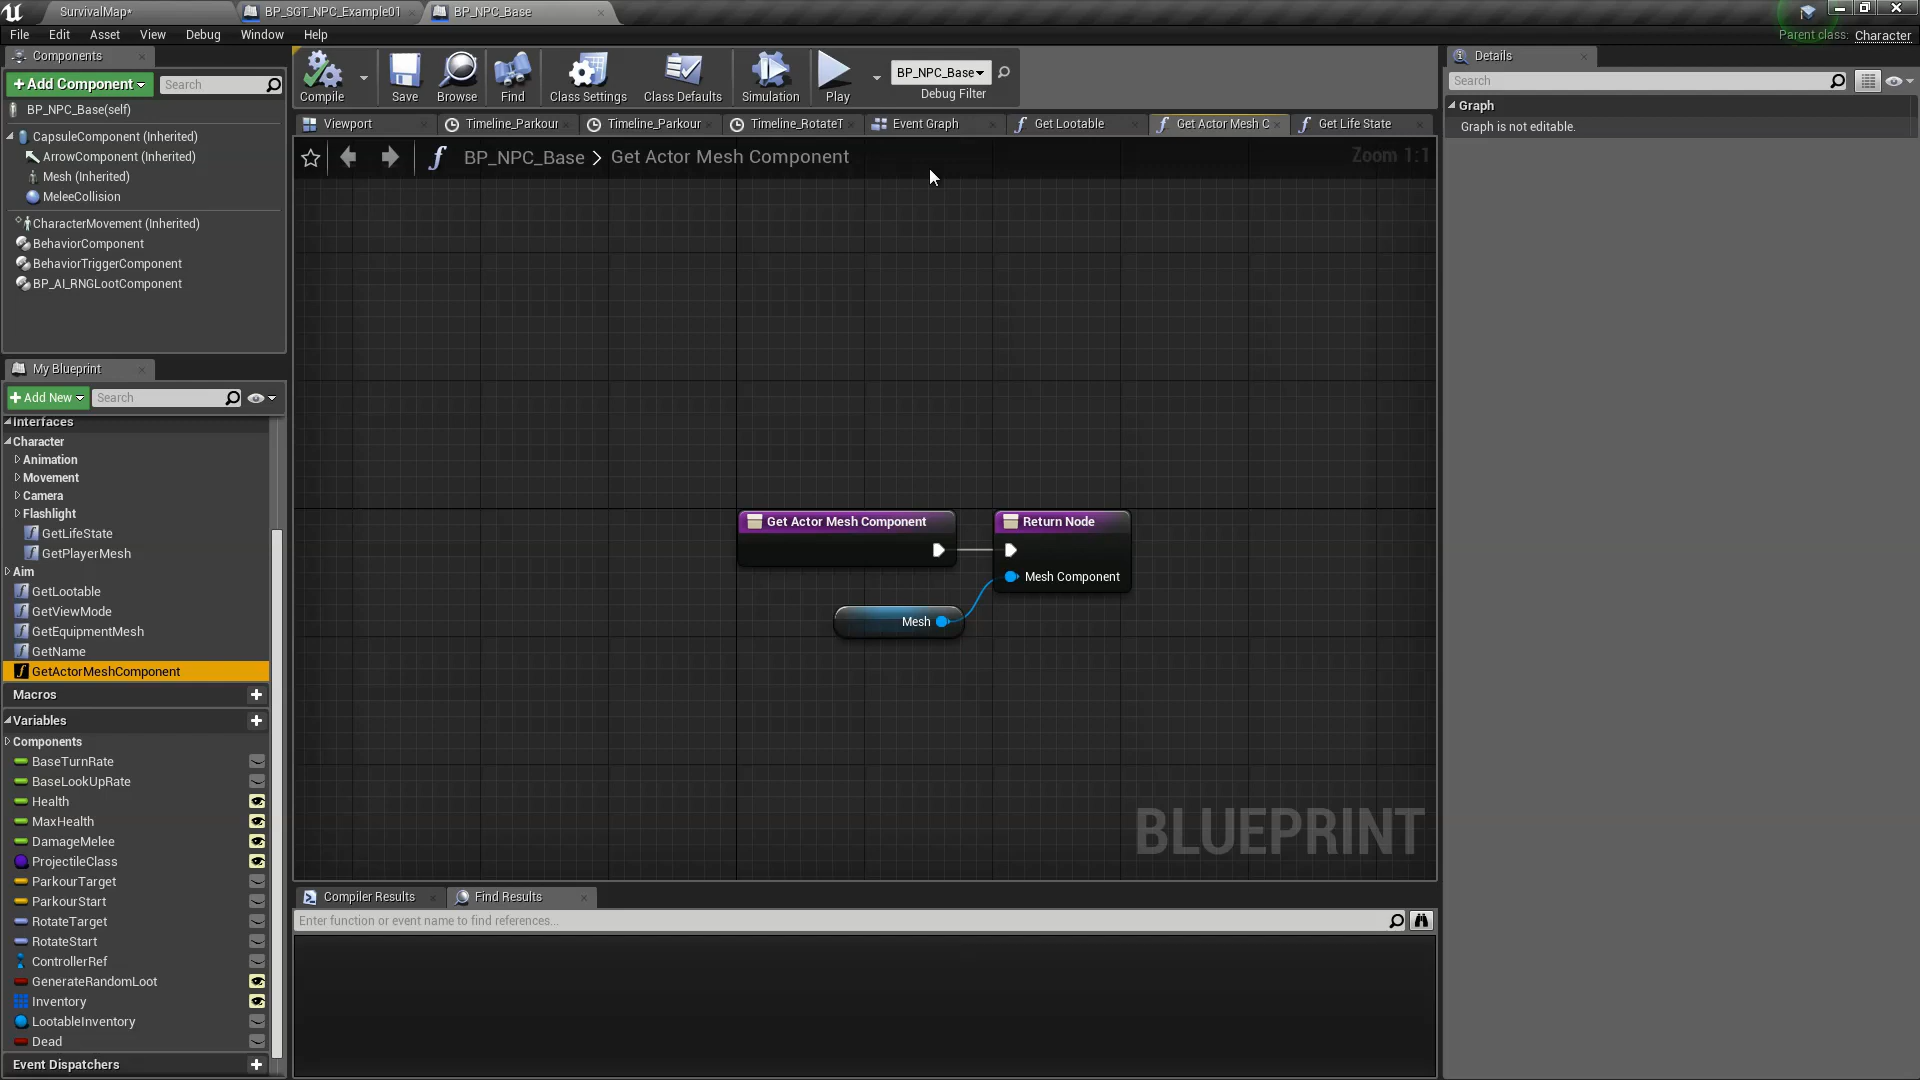 SurvivalMap*
BP_SGT_NPC_Example01
BP_NPC_Base
File Edit Asset View Debug Window Help
Parent class: Character
Components
+Add Component
Search
BP_NPC_Base(self)
CapsuleComponent (Inherited)
ArrowComponent (Inherited)
Mesh (Inherited)
MeleeCollision
CharacterMovement (Inherited)
BehaviorComponent
BehaviorTriggerComponent
BP_AI_RNGLootComponent
My Blueprint
+Add New
Search
Interfaces
Character
Animation
Movement
Camera
Flashlight
GetLifeState
GetPlayerMesh
Aim
GetLootable
GetViewMode
GetEquipmentMesh
GetName
GetActorMeshComponent
Macros
Variables
Components
BaseTurnRate
BaseLookUpRate
Health
MaxHealth
DamageMelee
ProjectileClass
ParkourTarget
ParkourStart
RotateTarget
RotateStart
ControllerRef
GenerateRandomLoot
Inventory
LootableInventory
Dead
Event Dispatchers
Compile Save Browse Find Class Settings Class Defaults Simulation Play
BP_NPC_Base
Debug Filter
Viewport Timeline_Parkour Timeline_Parkour Timeline_RotateT Event Graph Get Lootable Get Actor Mesh C Get Life State
BP_NPC_Base > Get Actor Mesh Component
Zoom 1:1
Get Actor Mesh Component
Return Node
Mesh Component
Mesh
BLUEPRINT
Compiler Results
Find Results
Enter function or event name to find references...
Details
Search
Graph
Graph is not editable.